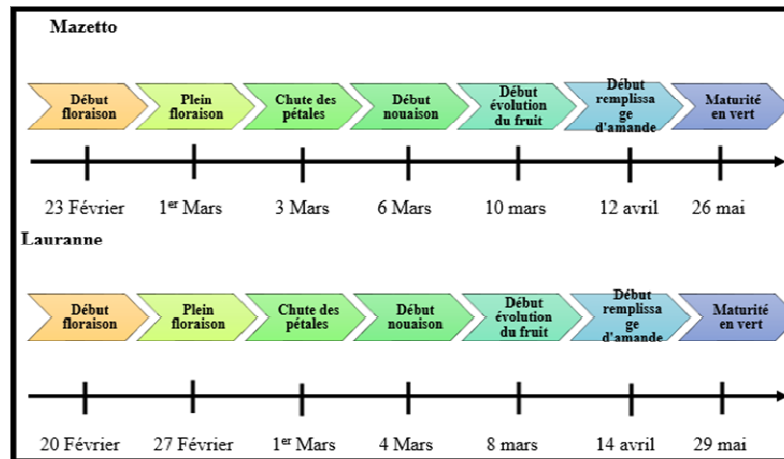 Mazetto
Début
floraison
Plein
floraison
Chute des
pétales
Début
nouaison
Début
évolution
du fruit
Début
remplissa
ge
d'amande
Maturité
en vert
23 Février 1er Mars 3 Mars 6 Mars 10 mars 12 avril 26 mai
Lauranne
Début
floraison
Plein
floraison
Chute des
pétales
Début
nouaison
Début
évolution
du fruit
Début
remplissa
ge
d'amande
Maturité
en vert
20 Février 27 Février 1er Mars 4 Mars 8 mars 14 avril 29 mai